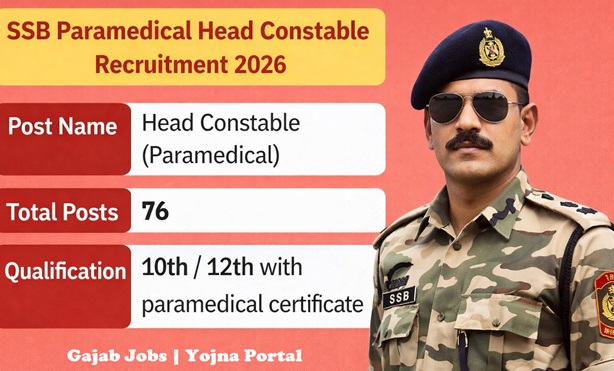 SSB Paramedical Head Constable
Recruitment 2026
Post Name
Head Constable
(Paramedical)
Total Posts
76
Qualification
10th / 12th with
paramedical certificate
SSB
Gajab Jobs | Yojna Portal